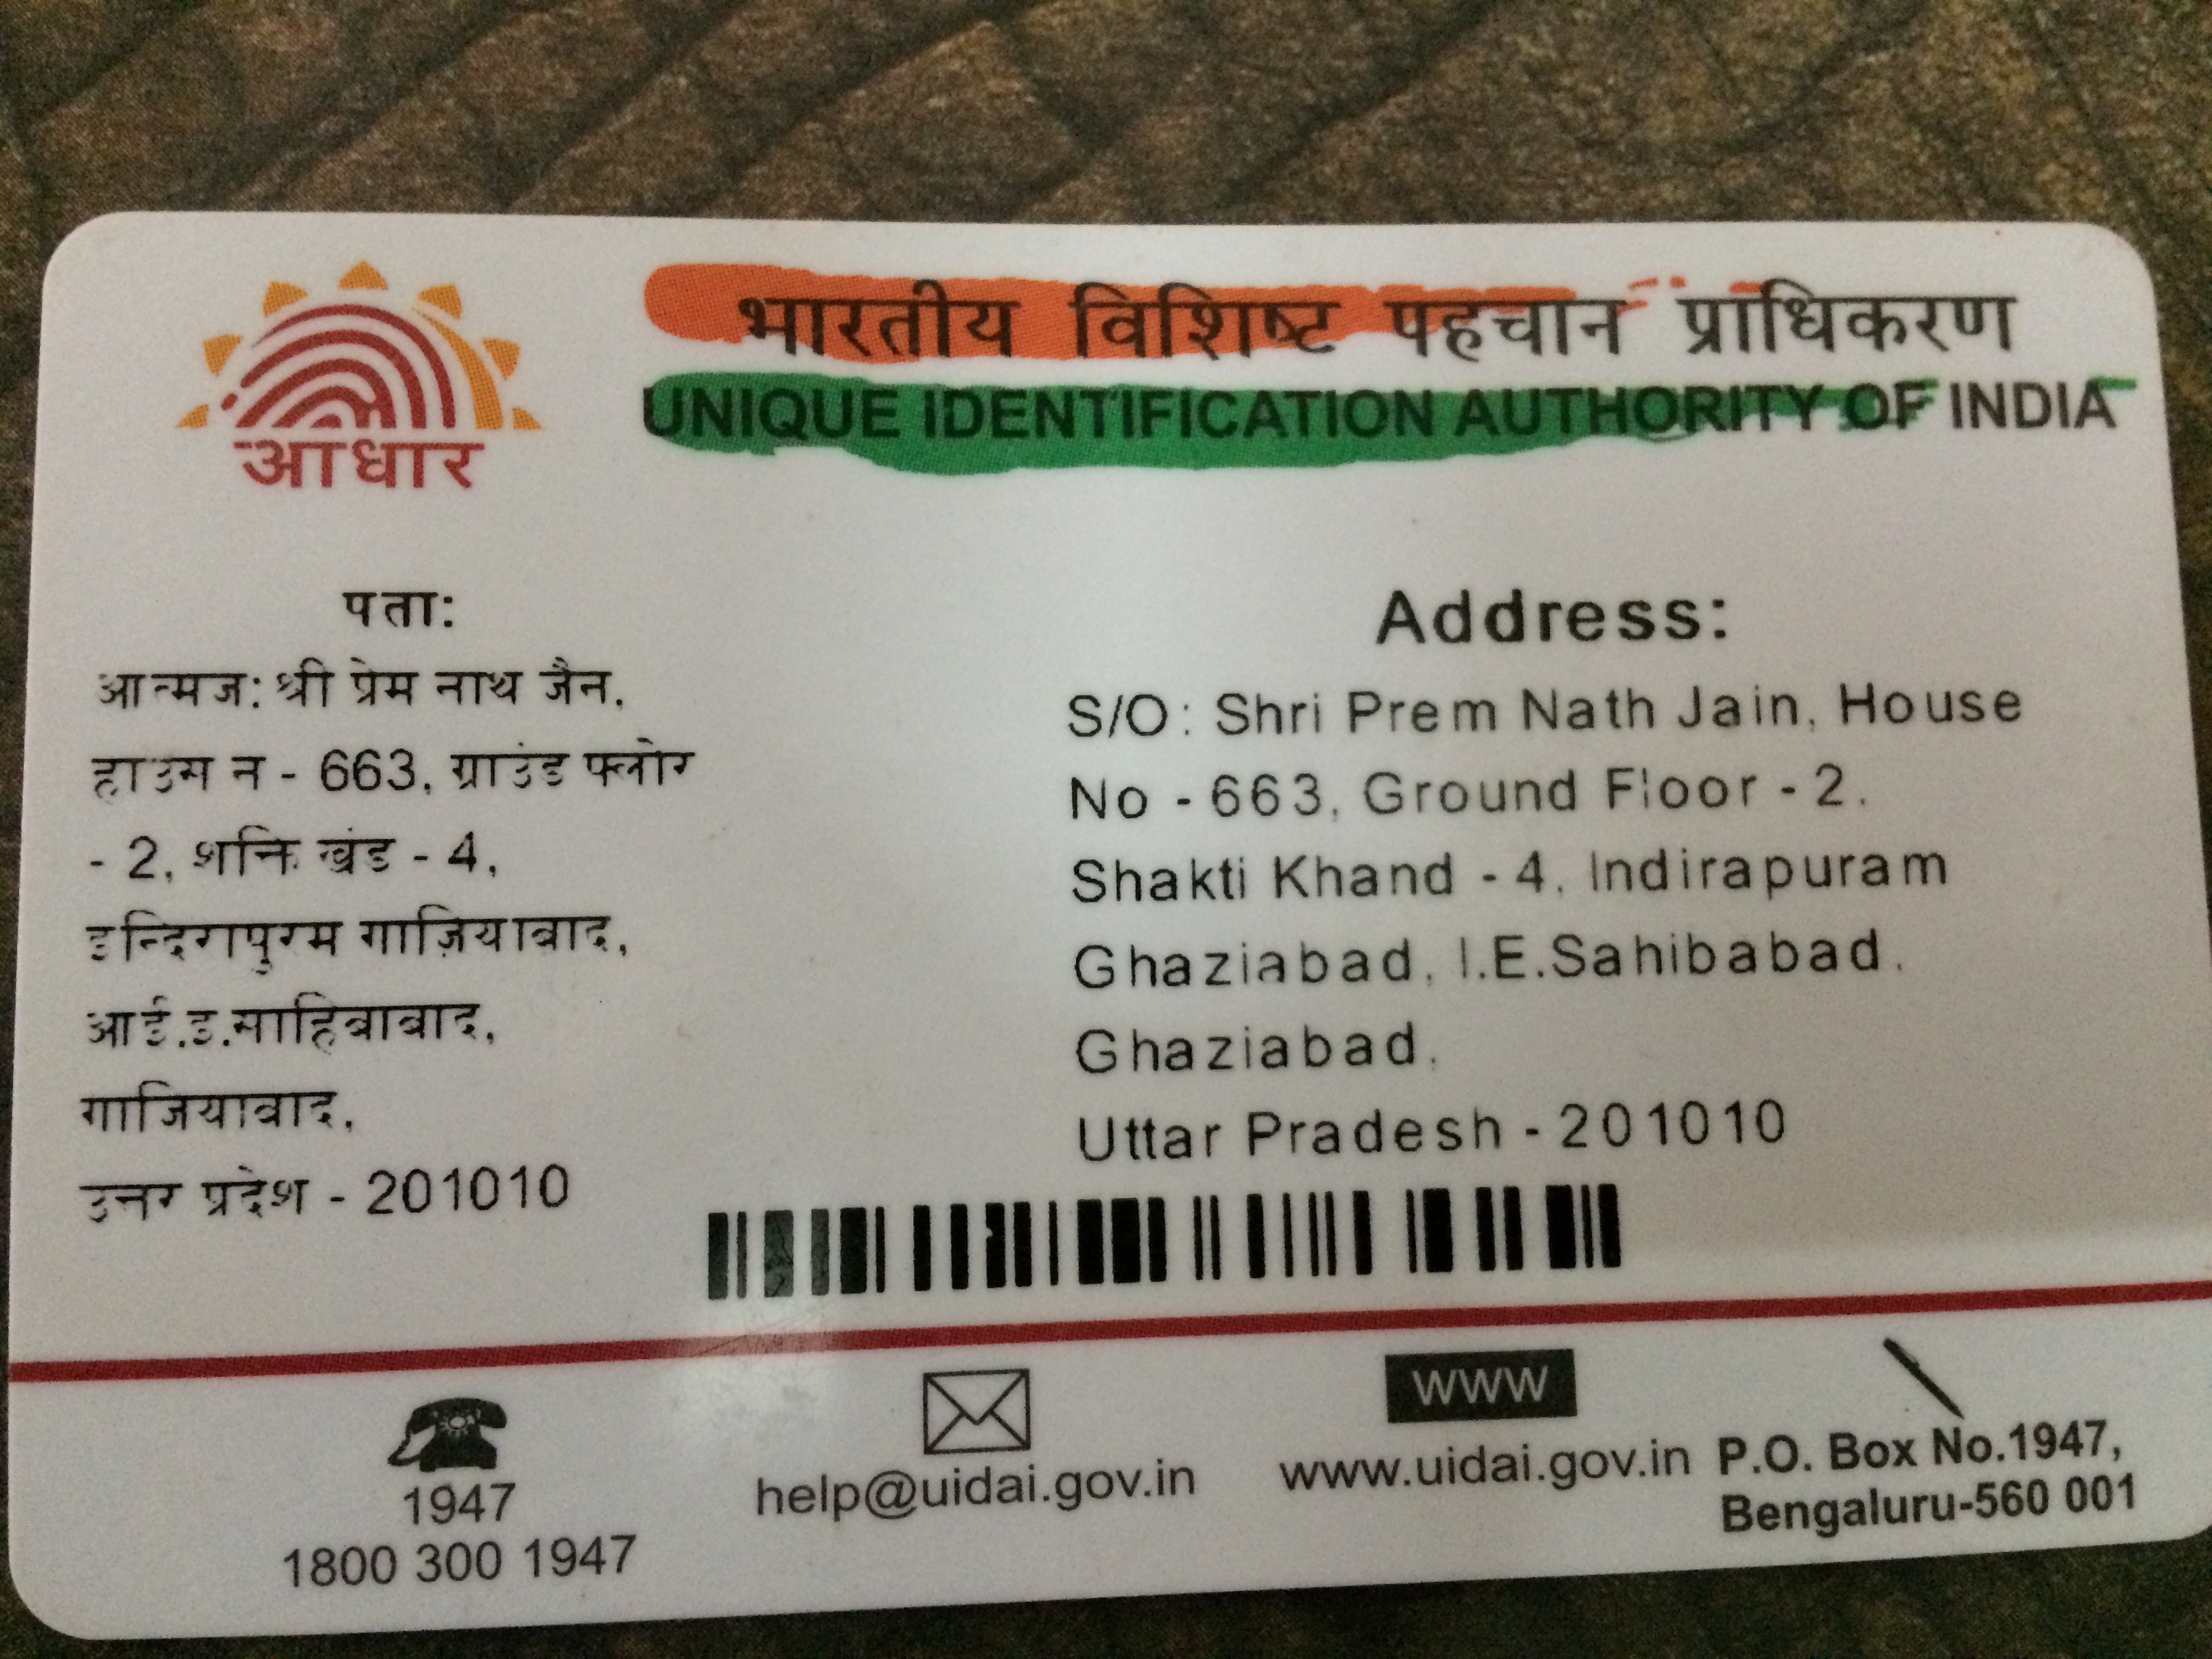 भारतीय विशिष्ट पहचान प्राधिकरण
UNIQUE IDENTIFICATION AUTHORITY OF INDIA
आधार
पता:
आत्मज: श्री प्रेम नाथ जैन,
हाउस न - 663, ग्राउंड फ्लोर
- 2, शक्ति खंड - 4,
इन्दिरापुरम गाज़ियाबाद,
आई.इ.साहिबाबाद,
गाजियाबाद,
उत्तर प्रदेश - 201010
Address:
S/O: Shri Prem Nath Jain, House
No - 663, Ground Floor - 2,
Shakti Khand - 4, Indirapuram
Ghaziabad, I.E.Sahibabad,
Ghaziabad,
Uttar Pradesh - 201010
1947
1800 300 1947
help@uidai.gov.in
WWW
www.uidai.gov.in
P.O. Box No.1947,
Bengaluru-560 001